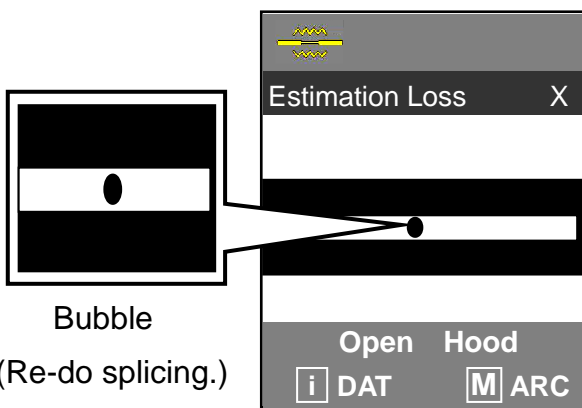 Estimation Loss X
Bubble
(Re-do splicing.)
Open Hood
i DAT M ARC